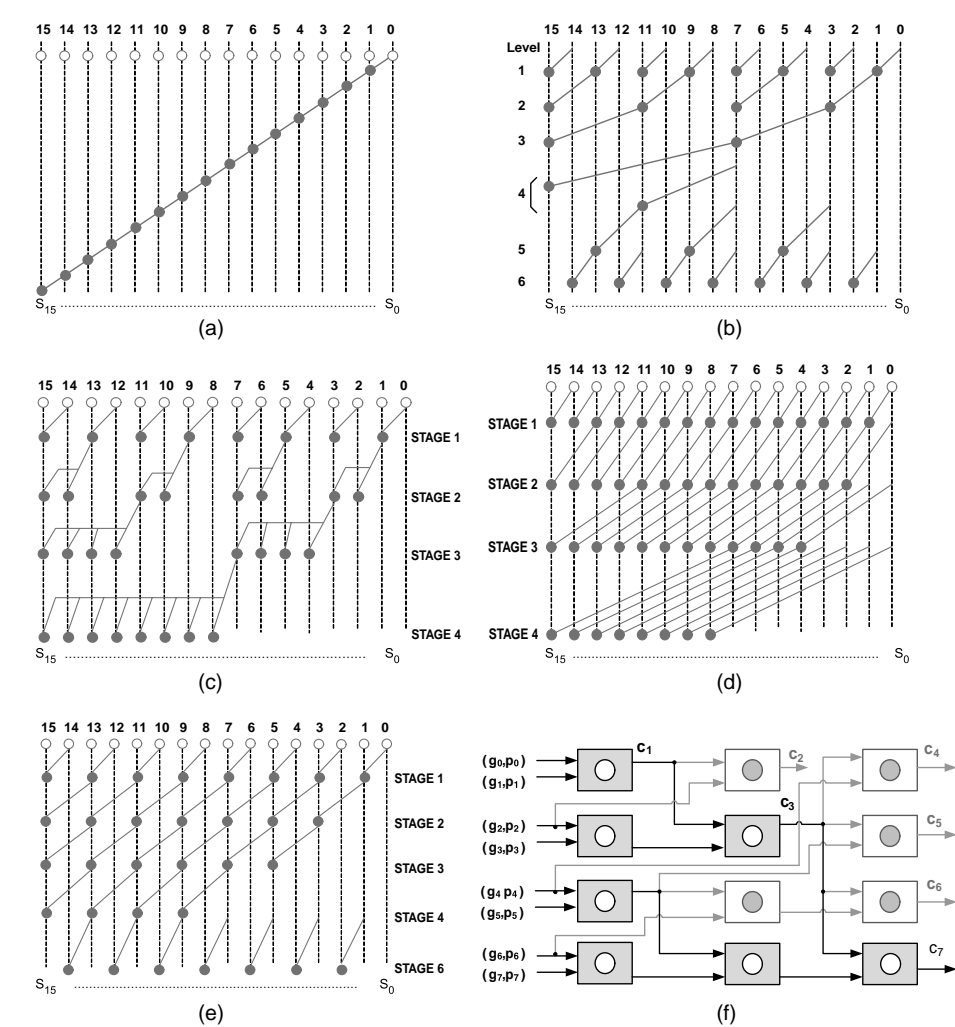 15 14 13 12 11 10 9 8 7 6 5 4 3 2 1 0
S15 S0
(a)
15 14 13 12 11 10 9 8 7 6 5 4 3 2 1 0
Level
1
2
3
4
5
6
S15 S0
(b)
15 14 13 12 11 10 9 8 7 6 5 4 3 2 1 0
STAGE 1
STAGE 2
STAGE 3
STAGE 4
S15 S0
(c)
15 14 13 12 11 10 9 8 7 6 5 4 3 2 1 0
STAGE 1
STAGE 2
STAGE 3
STAGE 4
S15 S0
(d)
15 14 13 12 11 10 9 8 7 6 5 4 3 2 1 0
STAGE 1
STAGE 2
STAGE 3
STAGE 4
STAGE 6
S15 S0
(e)
(g0,p0)
(g1,p1)
(g2,p2)
(g3,p3)
(g4 p4)
(g5,p5)
(g6,p6)
(g7,p7)
C1
C2
C3
C4
C5
C6
C7
(f)